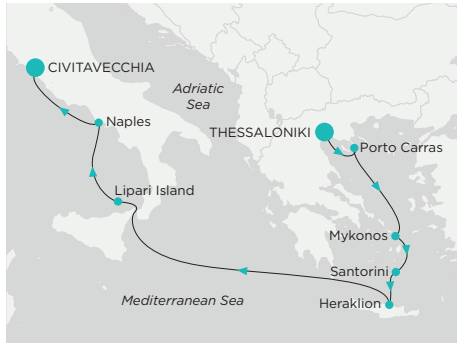 CIVITAVECCHIA
Adriatic
Sea
Naples
THESSALONIKI
Porto Carras
Lipari Island
Mykonos
Santorini
Mediterranean Sea
Heraklion